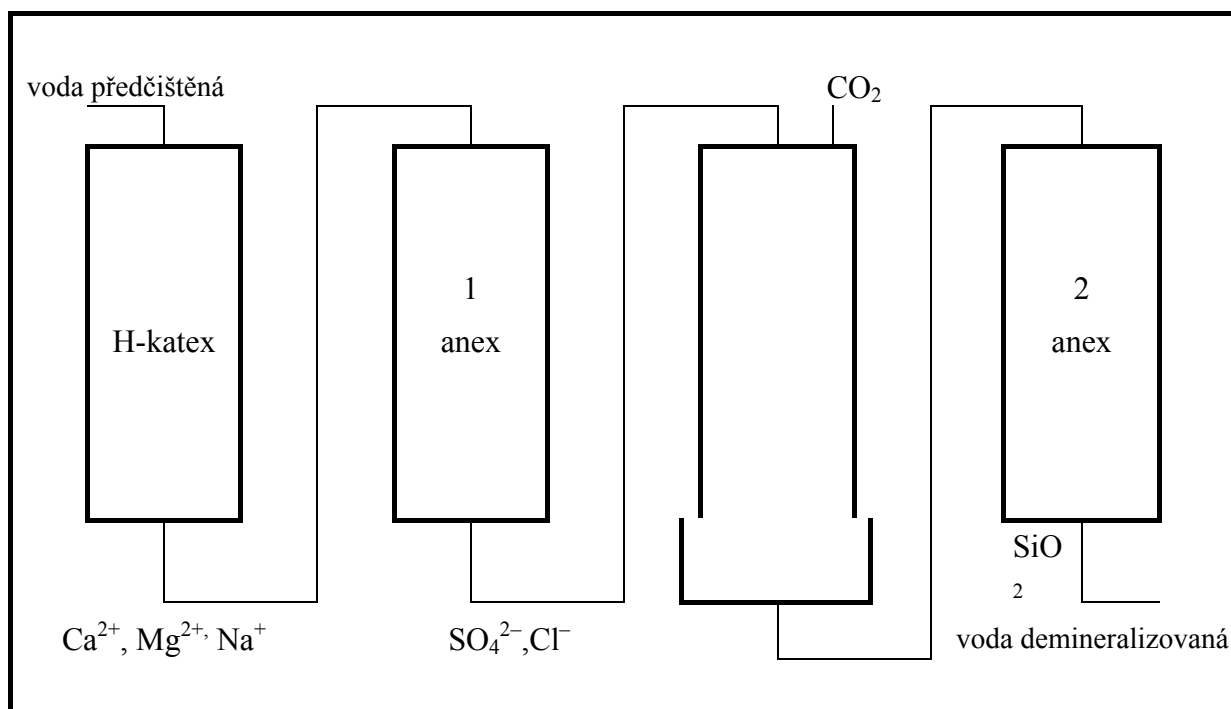 voda předčištěná
CO₂
H-katex
1
anex
2
anex
SiO
2
Ca²⁺, Mg²⁺, Na⁺
SO₄²⁻,Cl⁻
voda demineralizovaná